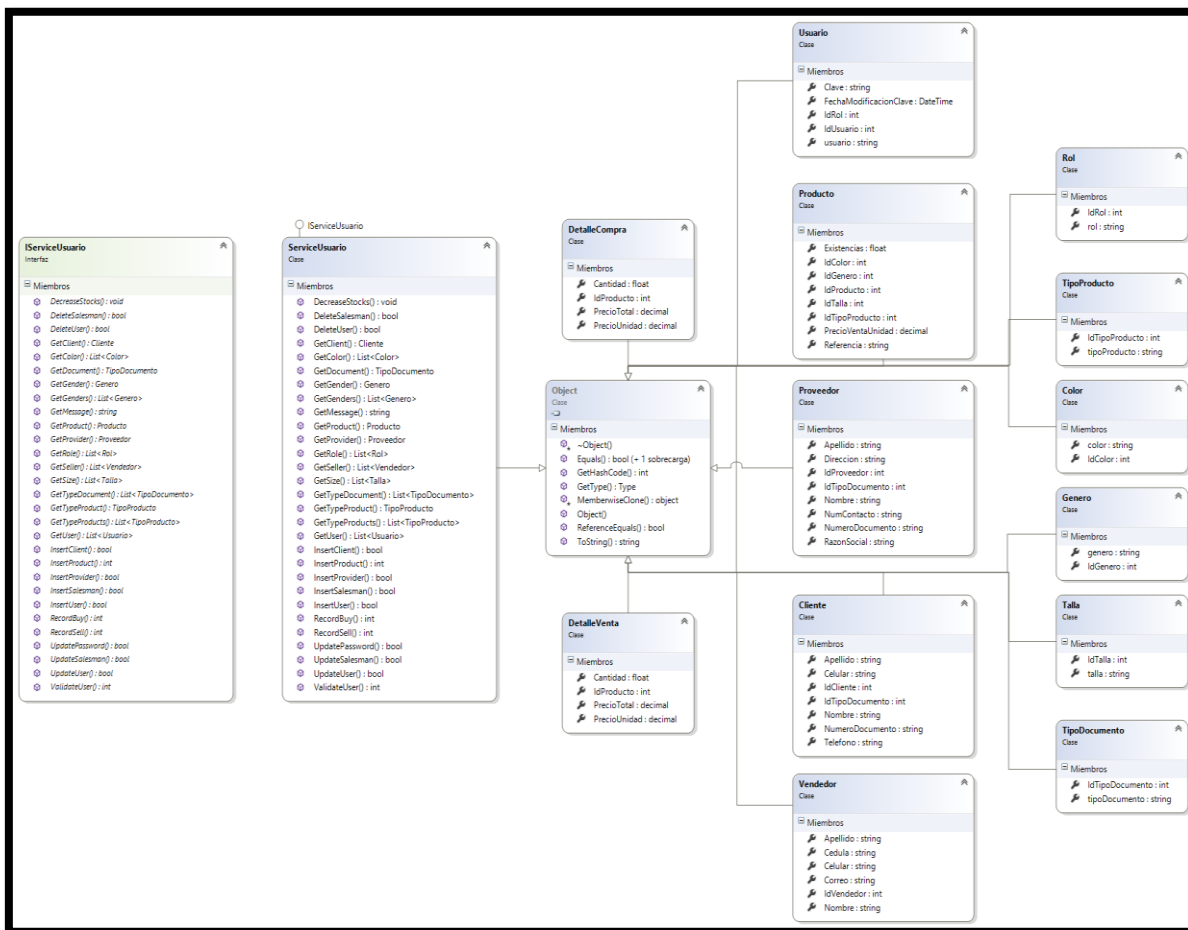 IServiceUsuario
Interfaz
Miembros
DecreaseStocks() : void
DeleteSalesman() : bool
DeleteUser() : bool
GetClient() : Cliente
GetColor() : List<Color>
GetDocument() : TipoDocumento
GetGender() : Genero
GetGenders() : List<Genero>
GetMessage() : string
GetProduct() : Producto
GetProvider() : Proveedor
GetRole() : List<Rol>
GetSeller() : List<Vendedor>
GetSize() : List<Talla>
GetTypeDocument() : List<TipoDocumento>
GetTypeProduct() : TipoProducto
GetTypeProducts() : List<TipoProducto>
GetUser() : List<Usuario>
InsertClient() : bool
InsertProduct() : int
InsertProvider() : bool
InsertSalesman() : bool
InsertUser() : bool
RecordBuy() : int
RecordSell() : int
UpdatePassword() : bool
UpdateSalesman() : bool
UpdateUser() : bool
ValidateUser() : int
IServiceUsuario
ServiceUsuario
Clase
Miembros
DecreaseStocks() : void
DeleteSalesman() : bool
DeleteUser() : bool
GetClient() : Cliente
GetColor() : List<Color>
GetDocument() : TipoDocumento
GetGender() : Genero
GetGenders() : List<Genero>
GetMessage() : string
GetProduct() : Producto
GetProvider() : Proveedor
GetRole() : List<Rol>
GetSeller() : List<Vendedor>
GetSize() : List<Talla>
GetTypeDocument() : List<TipoDocumento>
GetTypeProduct() : TipoProducto
GetTypeProducts() : List<TipoProducto>
GetUser() : List<Usuario>
InsertClient() : bool
InsertProduct() : int
InsertProvider() : bool
InsertSalesman() : bool
InsertUser() : bool
RecordBuy() : int
RecordSell() : int
UpdatePassword() : bool
UpdateSalesman() : bool
UpdateUser() : bool
ValidateUser() : int
DetalleCompra
Clase
Miembros
Cantidad : float
IdProducto : int
PrecioTotal : decimal
PrecioUnidad : decimal
Object
Clase
Miembros
~Object()
Equals() : bool (+ 1 sobrecarga)
GetHashCode() : int
GetType() : Type
MemberwiseClone() : object
Object()
ReferenceEquals() : bool
ToString() : string
DetalleVenta
Clase
Miembros
Cantidad : float
IdProducto : int
PrecioTotal : decimal
PrecioUnidad : decimal
Usuario
Clase
Miembros
Clave : string
FechaModificacionClave : DateTime
IdRol : int
IdUsuario : int
usuario : string
Producto
Clase
Miembros
Existencias : float
IdColor : int
IdGenero : int
IdProducto : int
IdTalla : int
IdTipoProducto : int
PrecioVentaUnidad : decimal
Referencia : string
Proveedor
Clase
Miembros
Apellido : string
Direccion : string
IdProveedor : int
IdTipoDocumento : int
Nombre : string
NumContacto : string
NumeroDocumento : string
RazonSocial : string
Cliente
Clase
Miembros
Apellido : string
Celular : string
IdCliente : int
IdTipoDocumento : int
Nombre : string
NumeroDocumento : string
Telefono : string
Vendedor
Clase
Miembros
Apellido : string
Cedula : string
Celular : string
Correo : string
IdVendedor : int
Nombre : string
Rol
Clase
Miembros
IdRol : int
rol : string
TipoProducto
Clase
Miembros
IdTipoProducto : int
tipoProducto : string
Color
Clase
Miembros
color : string
IdColor : int
Genero
Clase
Miembros
genero : string
IdGenero : int
Talla
Clase
Miembros
IdTalla : int
talla : string
TipoDocumento
Clase
Miembros
IdTipoDocumento : int
tipoDocumento : string